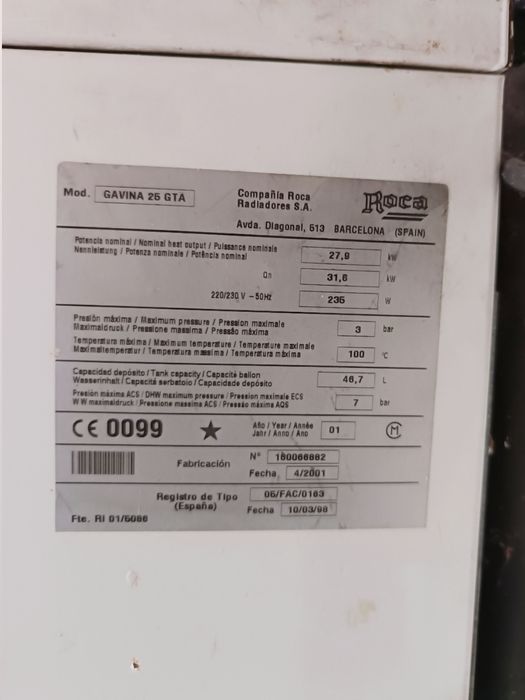 Mod. GAVINA 25 GTA
Compañía Roca
Radiadores S.A.
Roca
Avda. Diagonal, 513 BARCELONA (SPAIN)
Potencia nominal / Nominal heat output / Puissance nominale
Nennleistung / Potenza nominale / Potência nominal
27,9 kW
Qn 31,6 kW
220/230 V ~ 50Hz 235 W
Presión máxima / Maximum pressure / Pression maximale
Maximaldruck / Pressione massima / Pressão máxima
3 bar
Temperatura máxima / Maximum temperature / Temperature maximale
Maximaltemperatur / Temperatura massima / Temperatura máxima
100 °C
Capacidad depósito / Tank capacity / Capacité ballon
Wasserinhalt / Capacità serbatoio / Capacidade depósito
46,7 L
Presión máxima ACS / DHW maximum pressure / Pression maximale ECS
WW maximaldruck / Pressione massima ACS / Pressão máxima AQS
7 bar
CE 0099 ★
Año / Year / Année
Jahr / Anno / Ano
01
M
Fabricación
Nº 160066882
Fecha 4/2001
Registro de Tipo
(España)
06/FAC/0163
Fecha 10/03/98
Fte. RI 01/5086